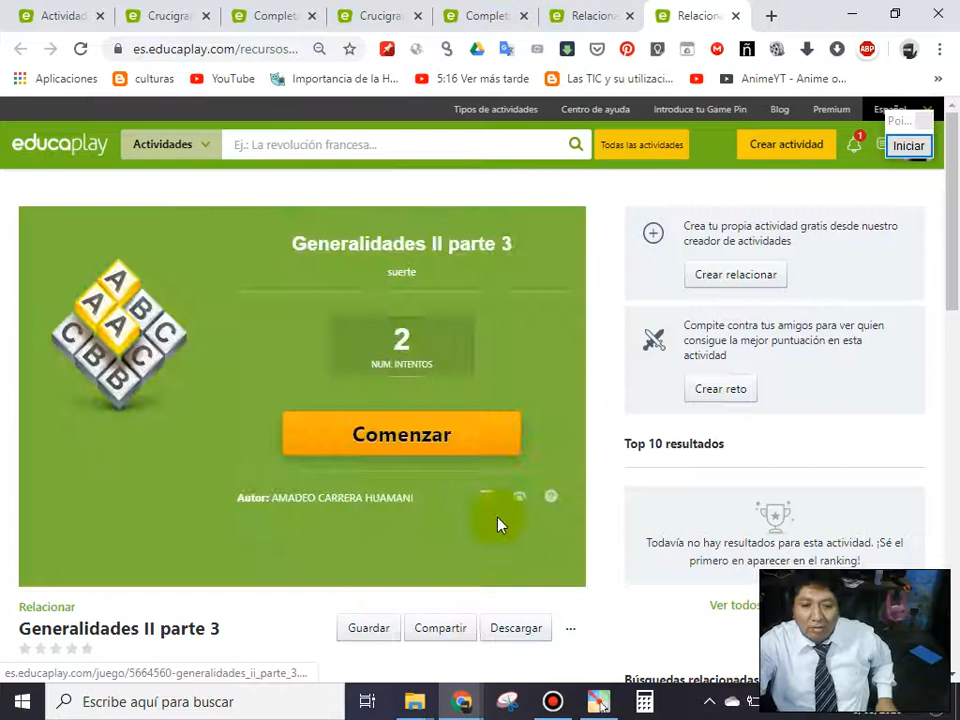 Actividad
Crucigra
Complet
Crucigra
Complet
Relaciona
Relacion
es.educaplay.com/recursos...
Aplicaciones
culturas
YouTube
Importancia de la H...
5:16 Ver más tarde
Las TIC y su utilizaci...
AnimeYT - Anime o...
»
Tipos de actividades
Centro de ayuda
Introduce tu Game Pin
Blog
Premium
Español
Poi...
educaplay
Actividades
Ej.: La revolución francesa...
Todas las actividades
Crear actividad
1
Iniciar
Generalidades II parte 3
suerte
2
NUM. INTENTOS
Comenzar
Autor: AMADEO CARRERA HUAMANI
Crea tu propia actividad gratis desde nuestro
creador de actividades
Crear relacionar
Compite contra tus amigos para ver quien
consigue la mejor puntuación en esta
actividad
Crear reto
Top 10 resultados
Todavía no hay resultados para esta actividad. ¡Sé el
primero en aparecer en el ranking!
Ver todos
Relacionar
Generalidades II parte 3
Guardar
Compartir
Descargar
...
Búsquedas relacionadas
es.educaplay.com/juego/5664560-generalidades_ii_parte_3....
Escribe aquí para buscar